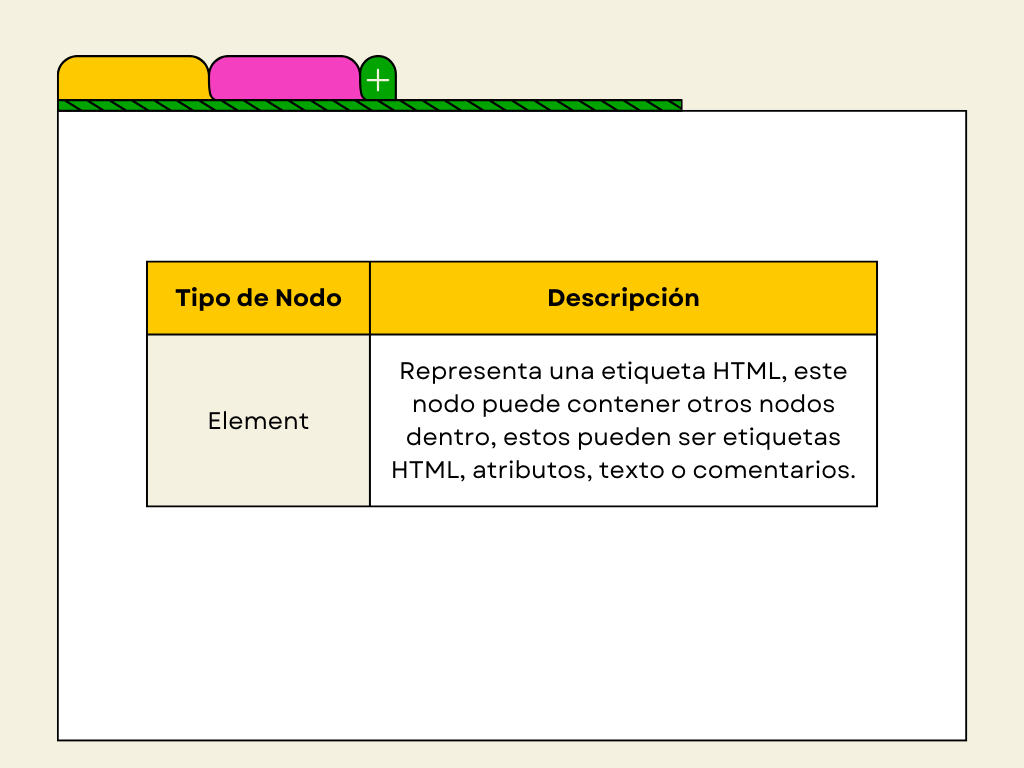 Tipo de Nodo
Descripción
Element
Representa una etiqueta HTML, este
nodo puede contener otros nodos
dentro, estos pueden ser etiquetas
HTML, atributos, texto o comentarios.